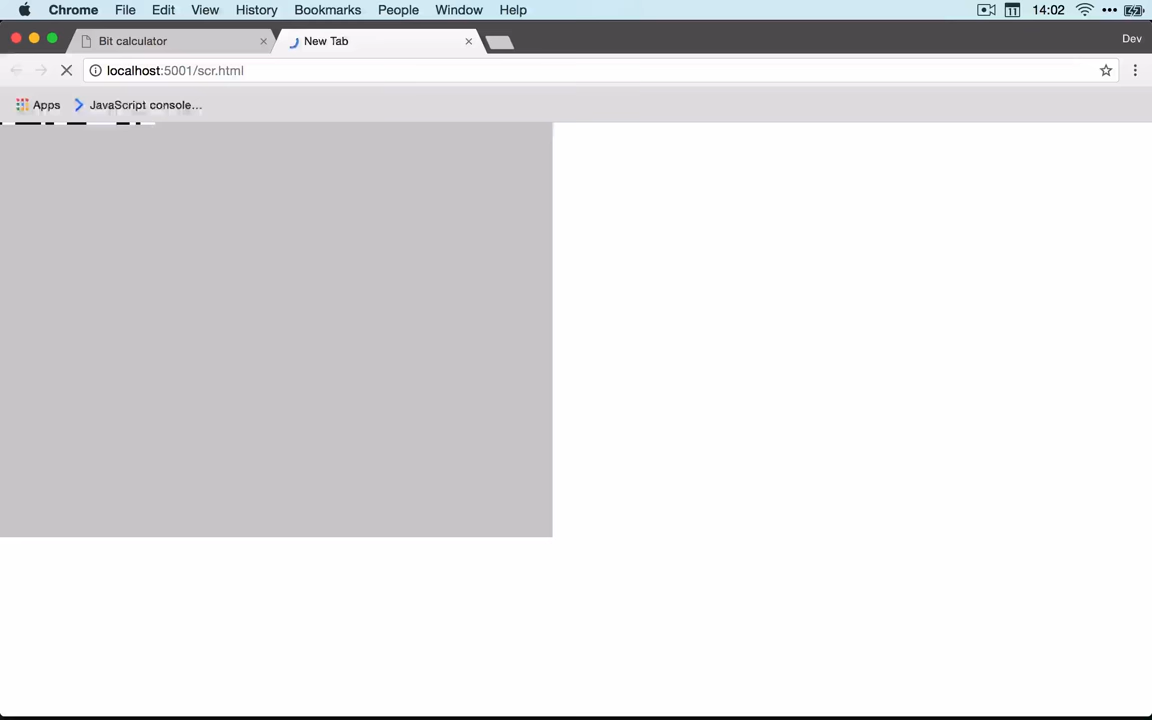 Chrome File Edit View History Bookmarks People Window Help 11 14:02
Bit calculator New Tab Dev
localhost:5001/scr.html
Apps JavaScript console...